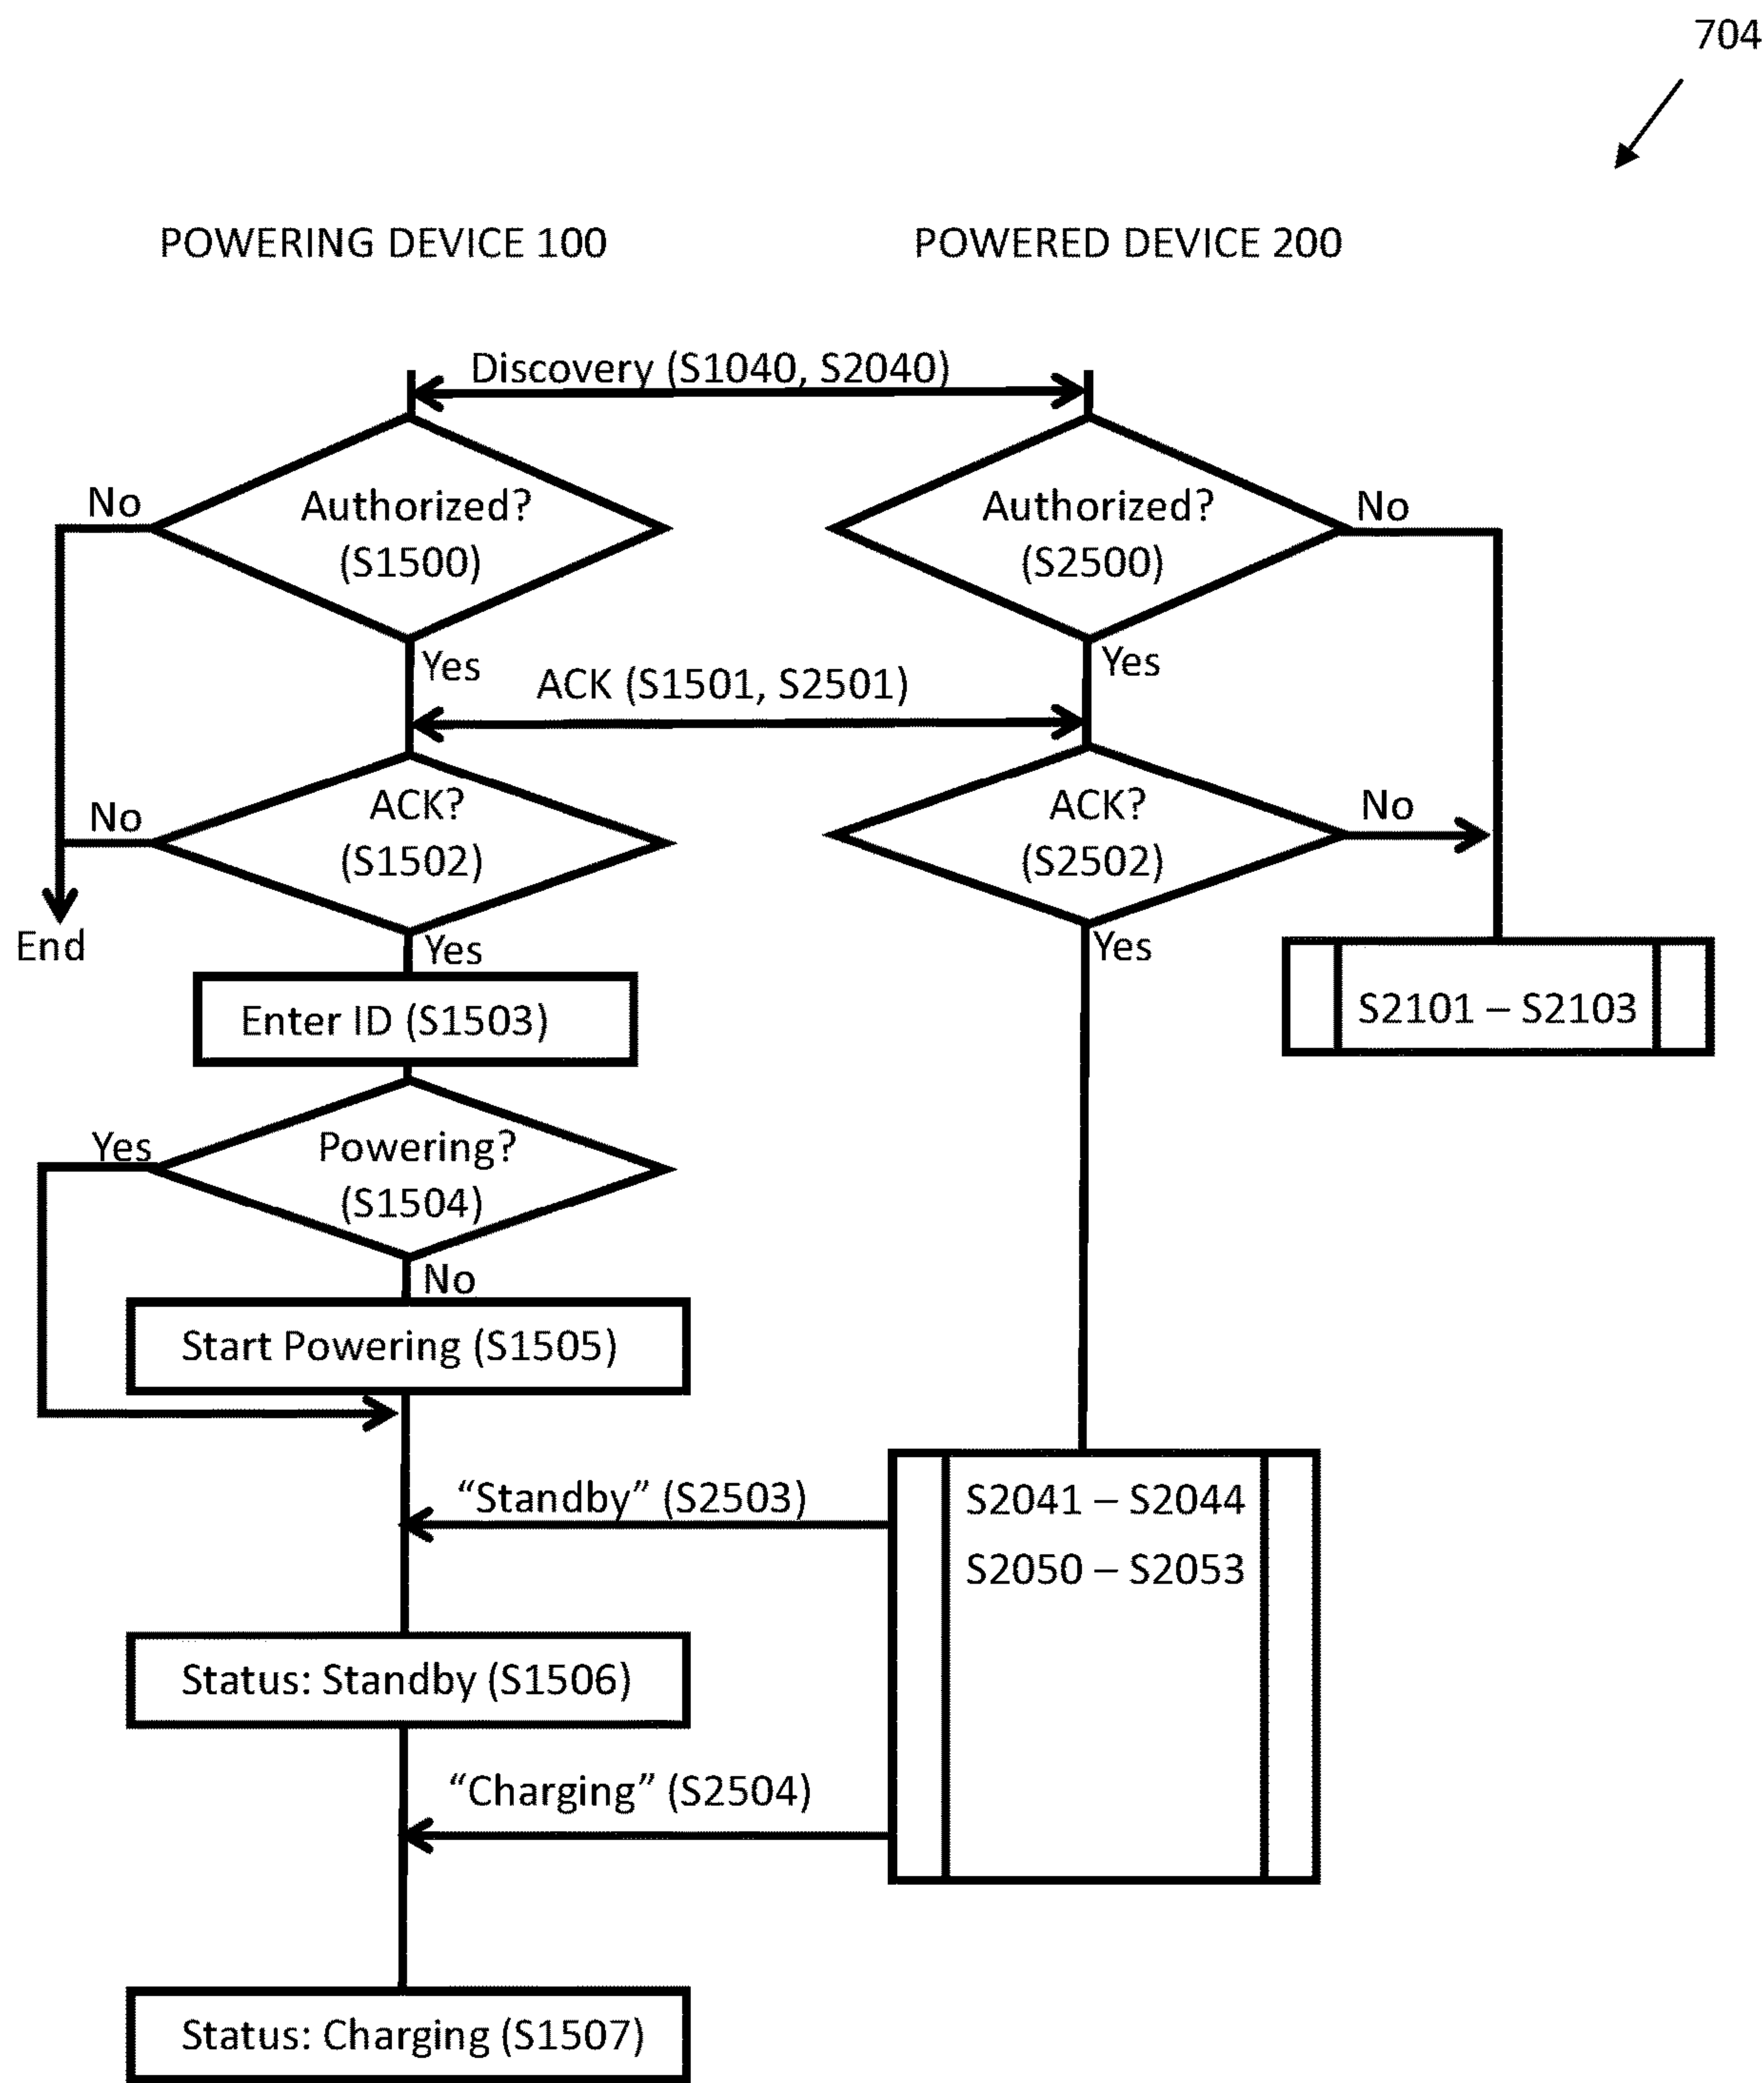 704
POWERING DEVICE 100
POWERED DEVICE 200
Discovery (S1040, S2040)
No
Authorized?
(S1500)
Authorized?
(S2500)
No
Yes
ACK (S1501, S2501)
Yes
No
ACK?
(S1502)
ACK?
(S2502)
No
End
Yes
Yes
Enter ID (S1503)
S2101 – S2103
Yes
Powering?
(S1504)
No
Start Powering (S1505)
“Standby” (S2503)
S2041 – S2044
S2050 – S2053
Status: Standby (S1506)
“Charging” (S2504)
Status: Charging (S1507)